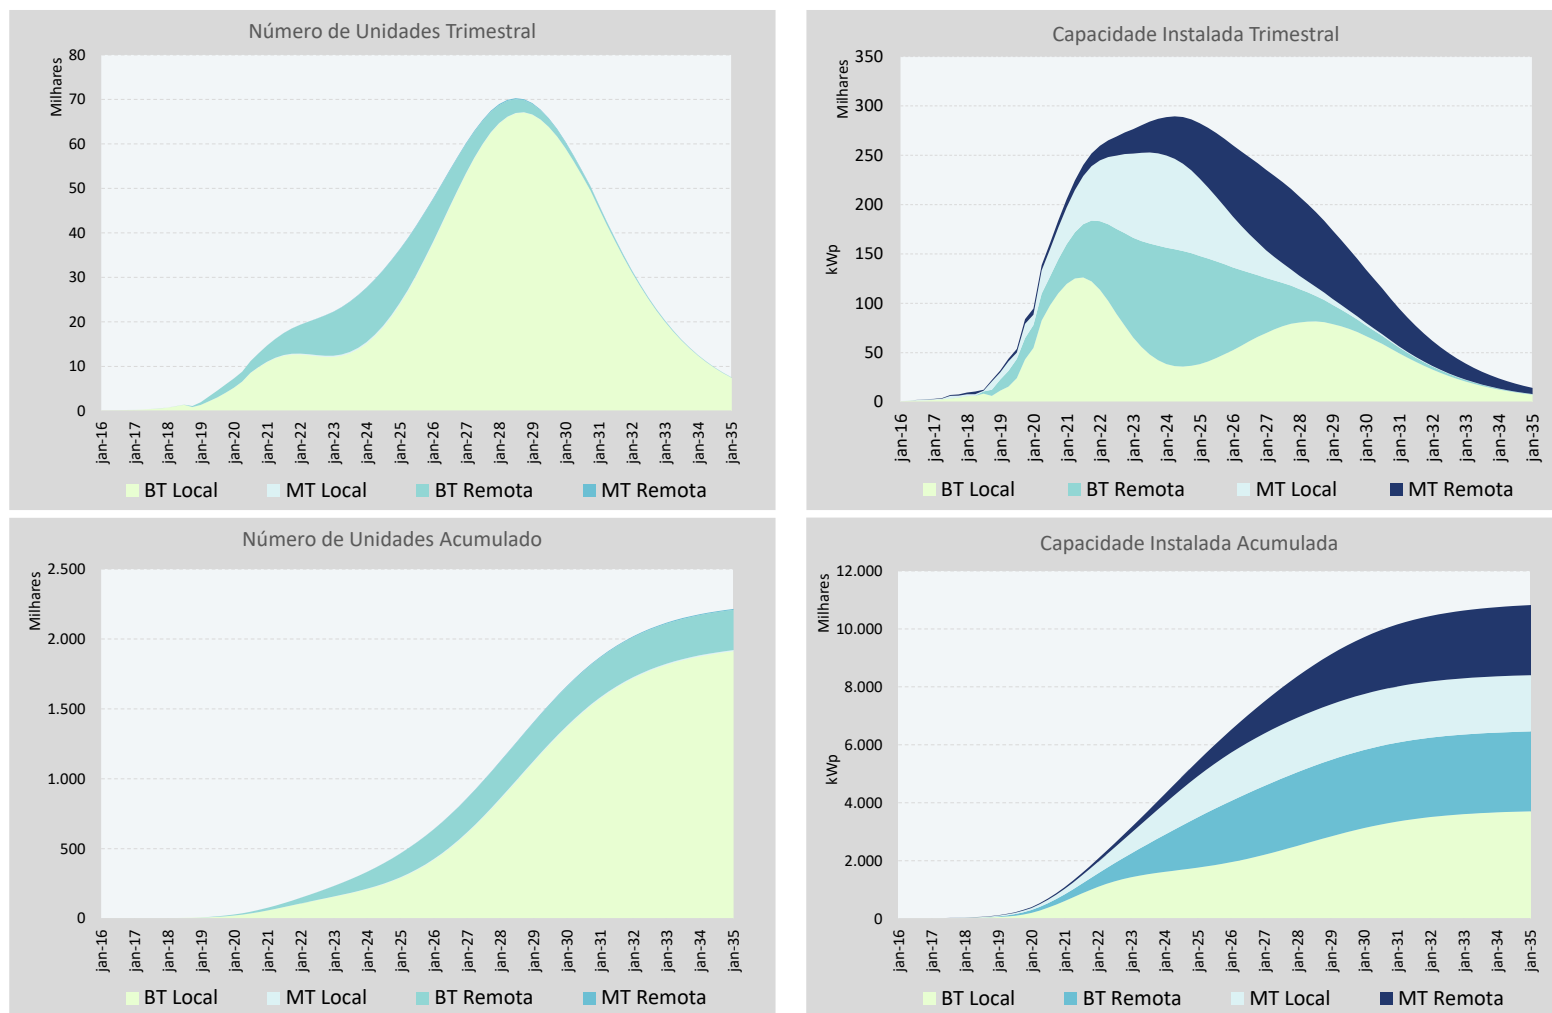 Número de Unidades Trimestral
Milhares
80
70
60
50
40
30
20
10
0
jan-16
jan-17
jan-18
jan-19
jan-20
jan-21
jan-22
jan-23
jan-24
jan-25
jan-26
jan-27
jan-28
jan-29
jan-30
jan-31
jan-32
jan-33
jan-34
jan-35
BT Local MT Local BT Remota MT Remota
Capacidade Instalada Trimestral
Milhares
kWp
350
300
250
200
150
100
50
0
jan-16
jan-17
jan-18
jan-19
jan-20
jan-21
jan-22
jan-23
jan-24
jan-25
jan-26
jan-27
jan-28
jan-29
jan-30
jan-31
jan-32
jan-33
jan-34
jan-35
BT Local BT Remota MT Local MT Remota
Número de Unidades Acumulado
Milhares
2.500
2.000
1.500
1.000
500
0
jan-16
jan-17
jan-18
jan-19
jan-20
jan-21
jan-22
jan-23
jan-24
jan-25
jan-26
jan-27
jan-28
jan-29
jan-30
jan-31
jan-32
jan-33
jan-34
jan-35
BT Local MT Local BT Remota MT Remota
Capacidade Instalada Acumulada
Milhares
kWp
12.000
10.000
8.000
6.000
4.000
2.000
0
jan-16
jan-17
jan-18
jan-19
jan-20
jan-21
jan-22
jan-23
jan-24
jan-25
jan-26
jan-27
jan-28
jan-29
jan-30
jan-31
jan-32
jan-33
jan-34
jan-35
BT Local BT Remota MT Local MT Remota